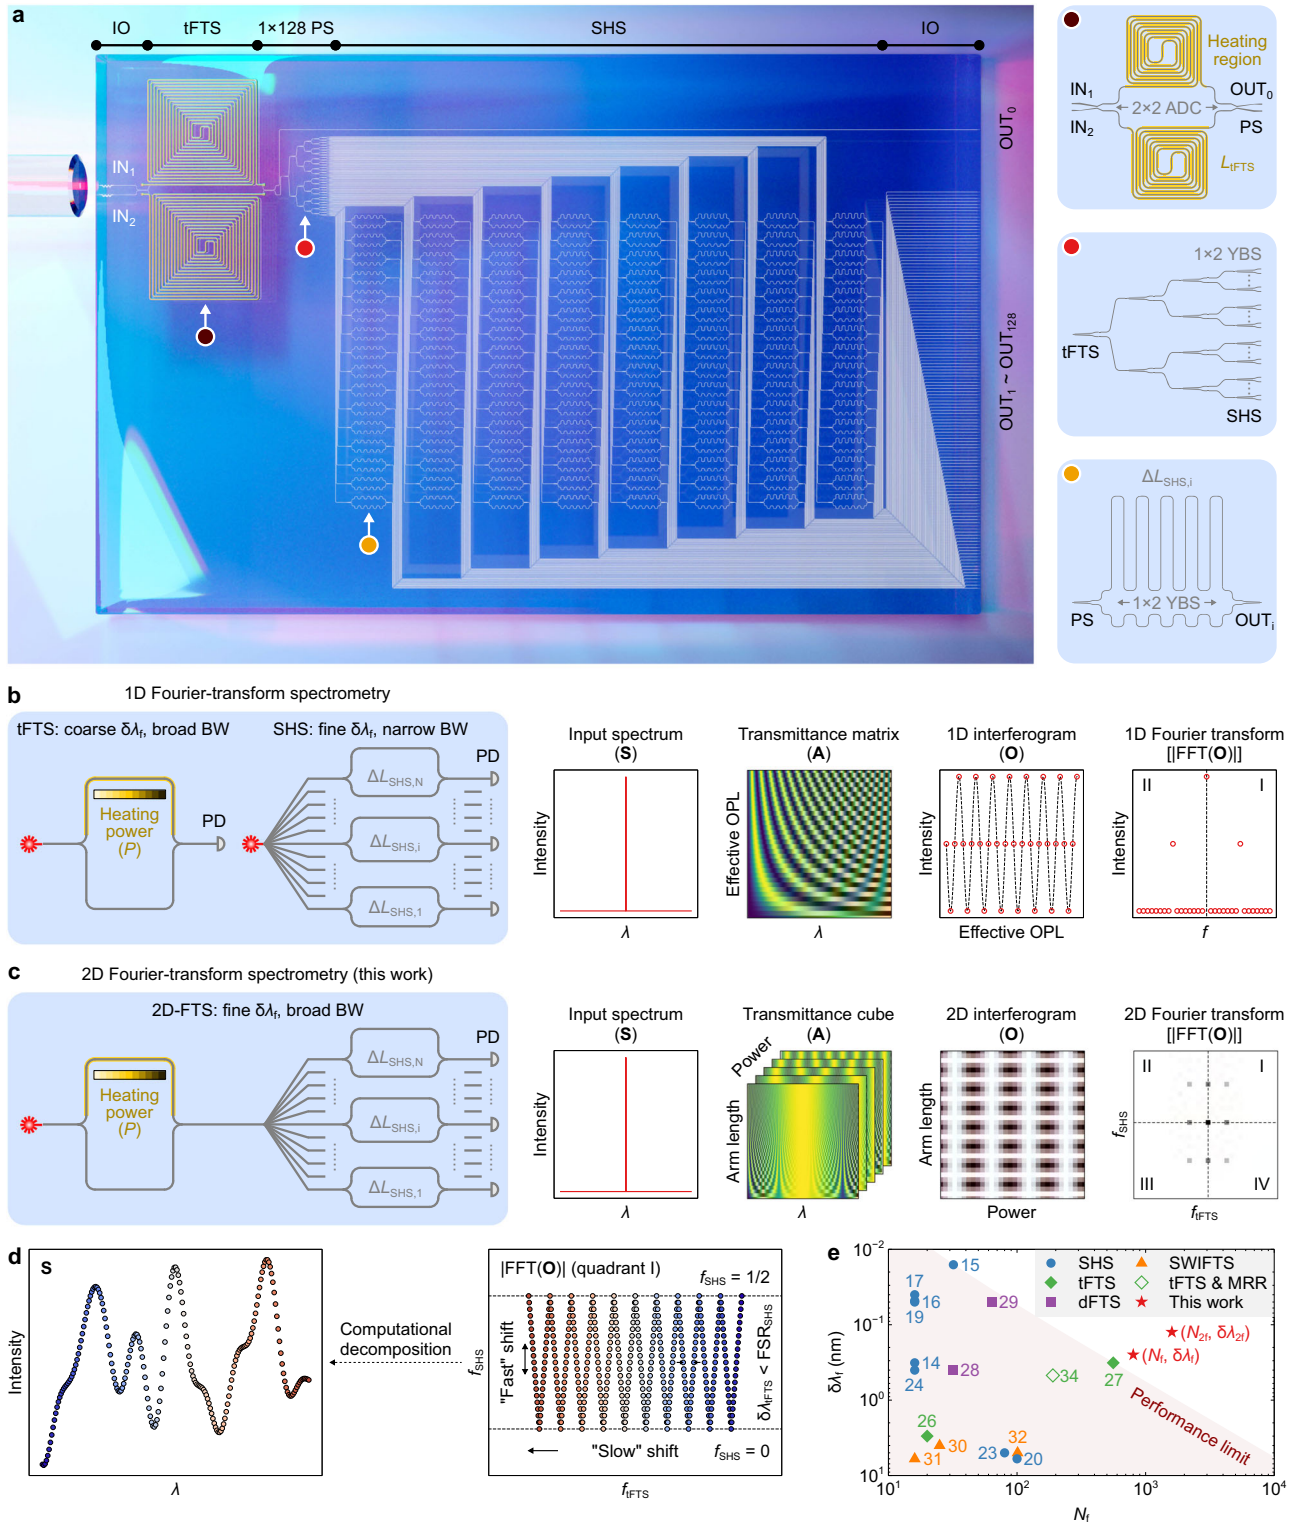 a
IO
tFTS
1×128 PS
SHS
IO
IN1
IN2
OUT0
OUT1 ~ OUT128
Heating
region
IN1
OUT0
2×2 ADC
IN2
PS
LtFTS
1×2 YBS
tFTS
SHS
ΔLSHS,i
1×2 YBS
PS
OUTi
b
1D Fourier-transform spectrometry
tFTS: coarse δλf, broad BW
SHS: fine δλf, narrow BW
Heating
power
(P)
PD
PD
ΔLSHS,N
ΔLSHS,i
ΔLSHS,1
Input spectrum
(S)
Intensity
λ
Transmittance matrix
(A)
Effective OPL
λ
1D interferogram
(O)
Intensity
Effective OPL
1D Fourier transform
[|FFT(O)|]
II
I
Intensity
f
c
2D Fourier-transform spectrometry (this work)
2D-FTS: fine δλf, broad BW
PD
Heating
power
(P)
ΔLSHS,N
ΔLSHS,i
ΔLSHS,1
Input spectrum
(S)
Intensity
λ
Transmittance cube
(A)
Power
Arm length
λ
2D interferogram
(O)
Arm length
Power
2D Fourier transform
[|FFT(O)|]
II
I
III
IV
fSHS
ftFTS
d
S
Intensity
λ
Computational
decomposition
|FFT(O)| (quadrant I)
fSHS = 1/2
"Fast" shift
"Slow" shift
fSHS = 0
fSHS
ftFTS
δλtFTS < FSRSHS
e
SHS
SWIFTS
tFTS
tFTS & MRR
dFTS
This work
10-2
10-1
100
101
δλf (nm)
15
17
16
19
29
(N2f, δλ2f)
(Nf, δλf)
14
24
28
34
27
26
30
31
32
23
20
Performance limit
101
102
103
104
Nf